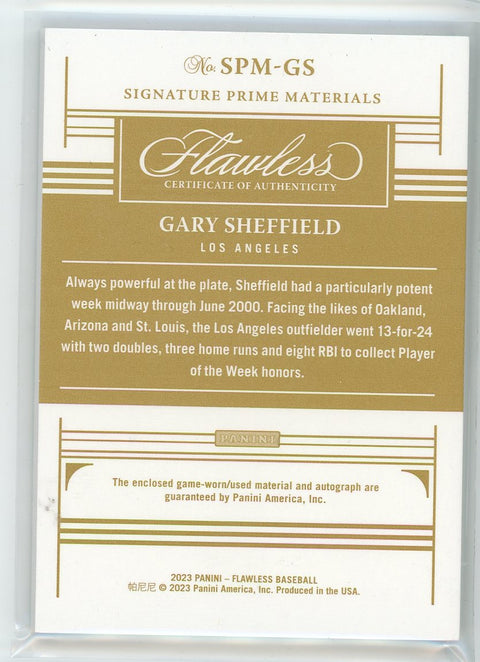 No. SPM-GS
SIGNATURE PRIME MATERIALS
Flawless
CERTIFICATE OF AUTHENTICITY
GARY SHEFFIELD
LOS ANGELES
Always powerful at the plate, Sheffield had a particularly potent
week midway through June 2000. Facing the likes of Oakland,
Arizona and St. Louis, the Los Angeles outfielder went 13-for-24
with two doubles, three home runs and eight RBI to collect Player
of the Week honors.
PANINI
The enclosed game-worn/used material and autograph are
guaranteed by Panini America, Inc.
2023 PANINI – FLAWLESS BASEBALL
帕尼尼 © 2023 Panini America, Inc. Produced in the USA.